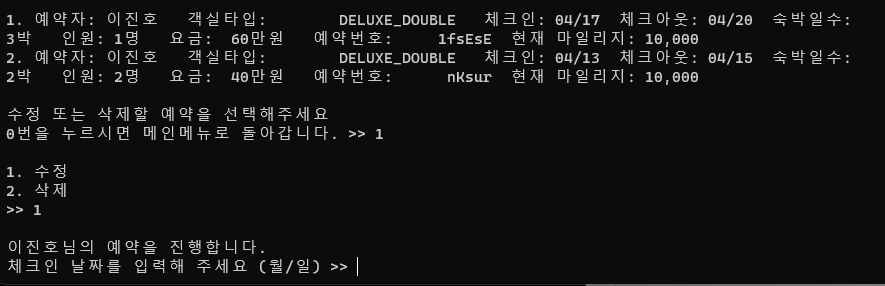 1. 예약자: 이진호 객실타입: DELUXE_DOUBLE 체크인: 04/17 체크아웃: 04/20 숙박일수:
3박 인원: 1명 요금: 60만원 예약번호: 1fsEsE 현재 마일리지: 10,000
2. 예약자: 이진호 객실타입: DELUXE_DOUBLE 체크인: 04/13 체크아웃: 04/15 숙박일수:
2박 인원: 2명 요금: 40만원 예약번호: nKsur 현재 마일리지: 10,000
수정 또는 삭제할 예약을 선택해주세요
0번을 누르시면 메인메뉴로 돌아갑니다. >> 1
1. 수정
2. 삭제
>> 1
이진호님의 예약을 진행합니다.
체크인 날짜를 입력해 주세요 (월/일) >>